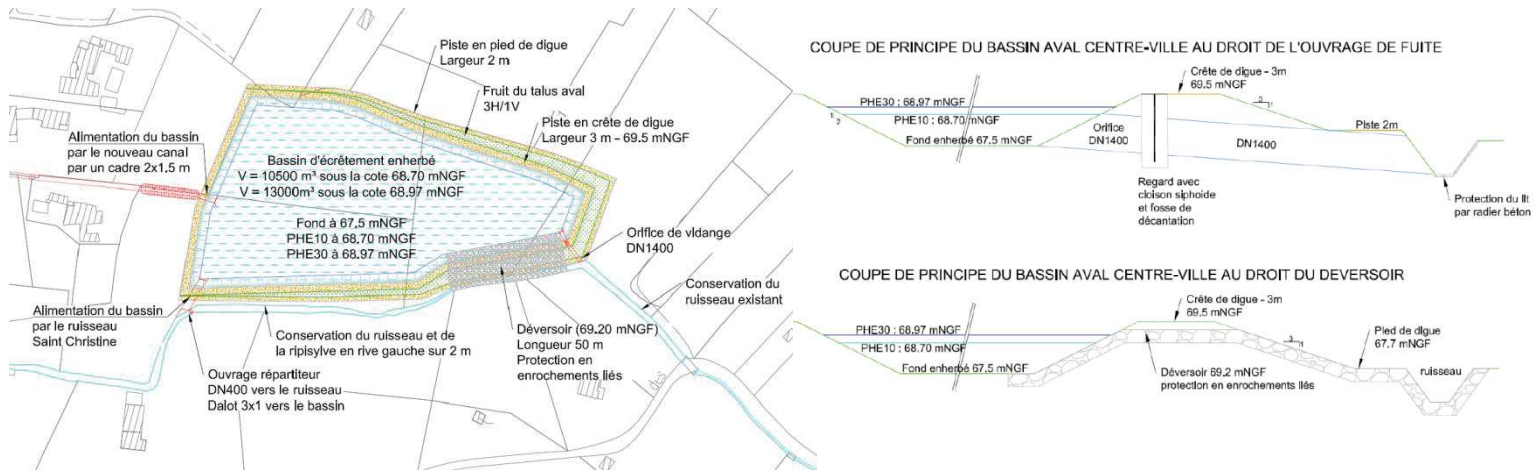 Piste en pied de digue
Largeur 2 m
Fruit du talus aval
3H/1V
Piste en crête de digue
Largeur 3 m – 69.5 mNGF
Alimentation du bassin
par le nouveau canal
par un cadre 2x1.5 m
Bassin d'écrêtement enherbé
V = 10500 m³ sous la cote 68.70 mNGF
V = 13000m³ sous la cote 68.97 mNGF
Fond à 67.5 mNGF
PHE10 à 68.70 mNGF
PHE30 à 68.97 mNGF
Orifice de vidange
DN1400
Conservation du
ruisseau existant
Alimentation du bassin
par le ruisseau
Saint Christine
Conservation du ruisseau et de
la ripisylve en rive gauche sur 2 m
Déversoir (69.20 mNGF)
Longueur 50 m
Protection en
enrochements liés
Ouvrage répartiteur
DN400 vers le ruisseau
Dalot 3x1 vers le bassin
COUPE DE PRINCIPE DU BASSIN AVAL CENTRE-VILLE AU DROIT DE L'OUVRAGE DE FUITE
Crête de digue - 3m
69.5 mNGF
PHE30 : 68.97 mNGF
PHE10 : 68.70 mNGF
1
2
3
1
Fond enherbé 67.5 mNGF
Orifice
DN1400
DN1400
Piste 2m
Regard avec
cloison siphoide
et fosse de
décantation
Protection du lit
par radier béton
COUPE DE PRINCIPE DU BASSIN AVAL CENTRE-VILLE AU DROIT DU DEVERSOIR
Crête de digue - 3m
69.5 mNGF
PHE30 : 68.97 mNGF
PHE10 : 68.70 mNGF
3
1
Pied de digue
67.7 mNGF
Fond enherbé 67.5 mNGF
Déversoir 69.2 mNGF
protection en enrochements liés
ruisseau